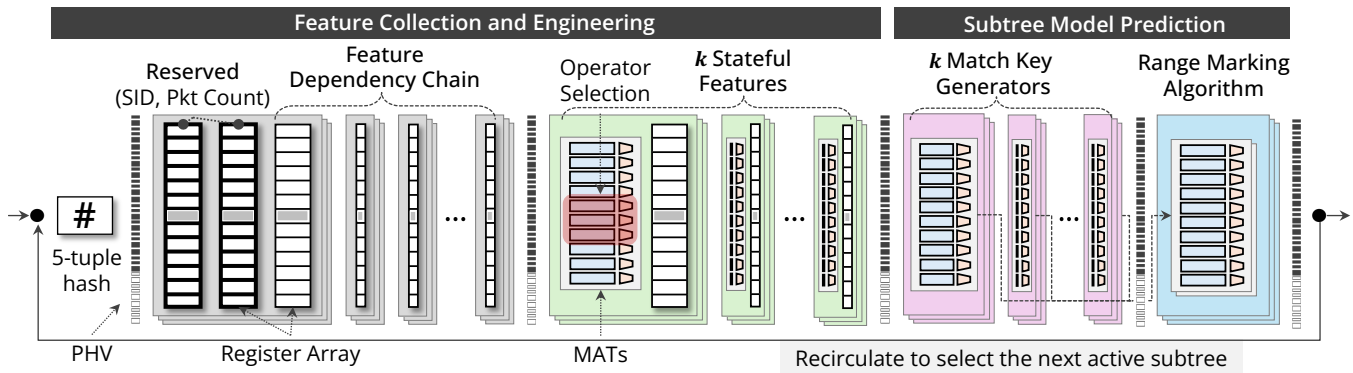 Feature Collection and Engineering
Subtree Model Prediction
Reserved
(SID, Pkt Count)
Feature
Dependency Chain
Operator
Selection
k Stateful
Features
k Match Key
Generators
Range Marking
Algorithm
#
5-tuple
hash
...
...
...
PHV
Register Array
MATs
Recirculate to select the next active subtree